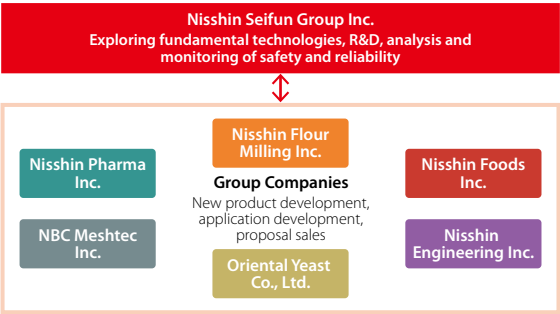 Nisshin Seifun Group Inc.
Exploring fundamental technologies, R&D, analysis and
monitoring of safety and reliability
Nisshin Flour
Milling Inc.
Nisshin Pharma
Inc.
Nisshin Foods
Inc.
Group Companies
New product development,
application development,
proposal sales
NBC Meshtec
Inc.
Nisshin
Engineering Inc.
Oriental Yeast
Co., Ltd.